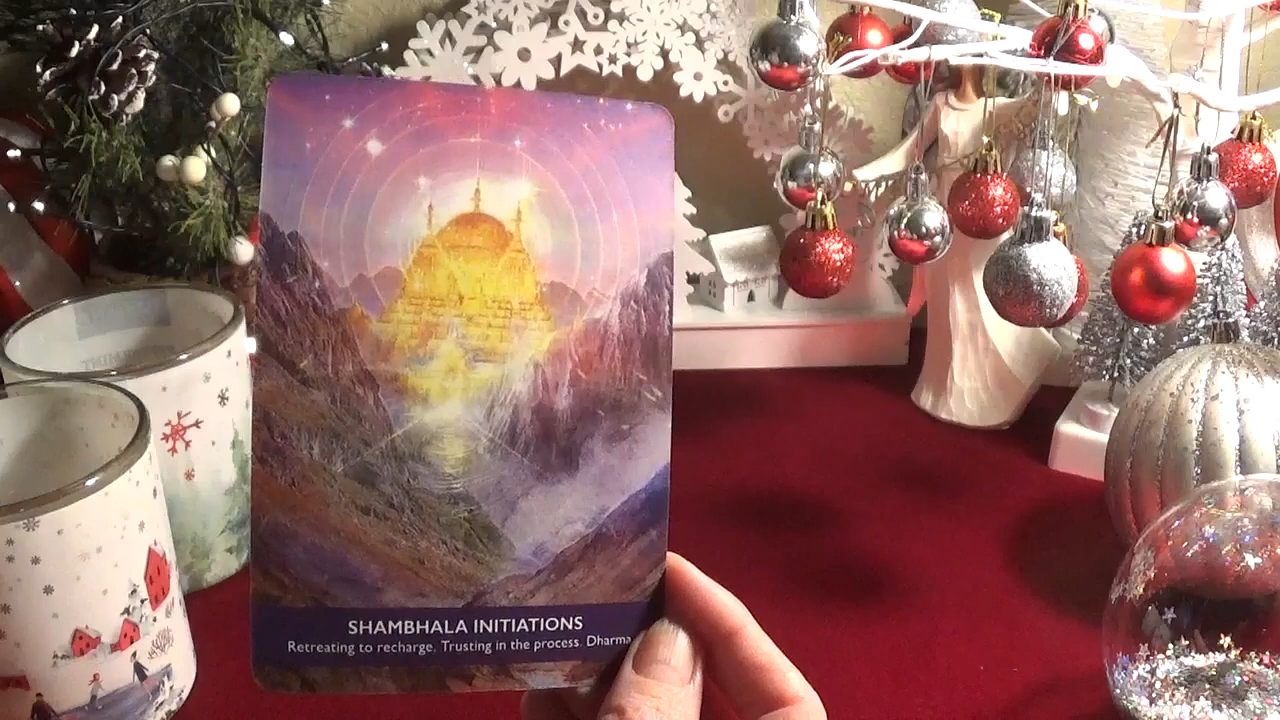 SHAMBHALA INITIATIONS
Retreating to recharge. Trusting in the process. Dharma